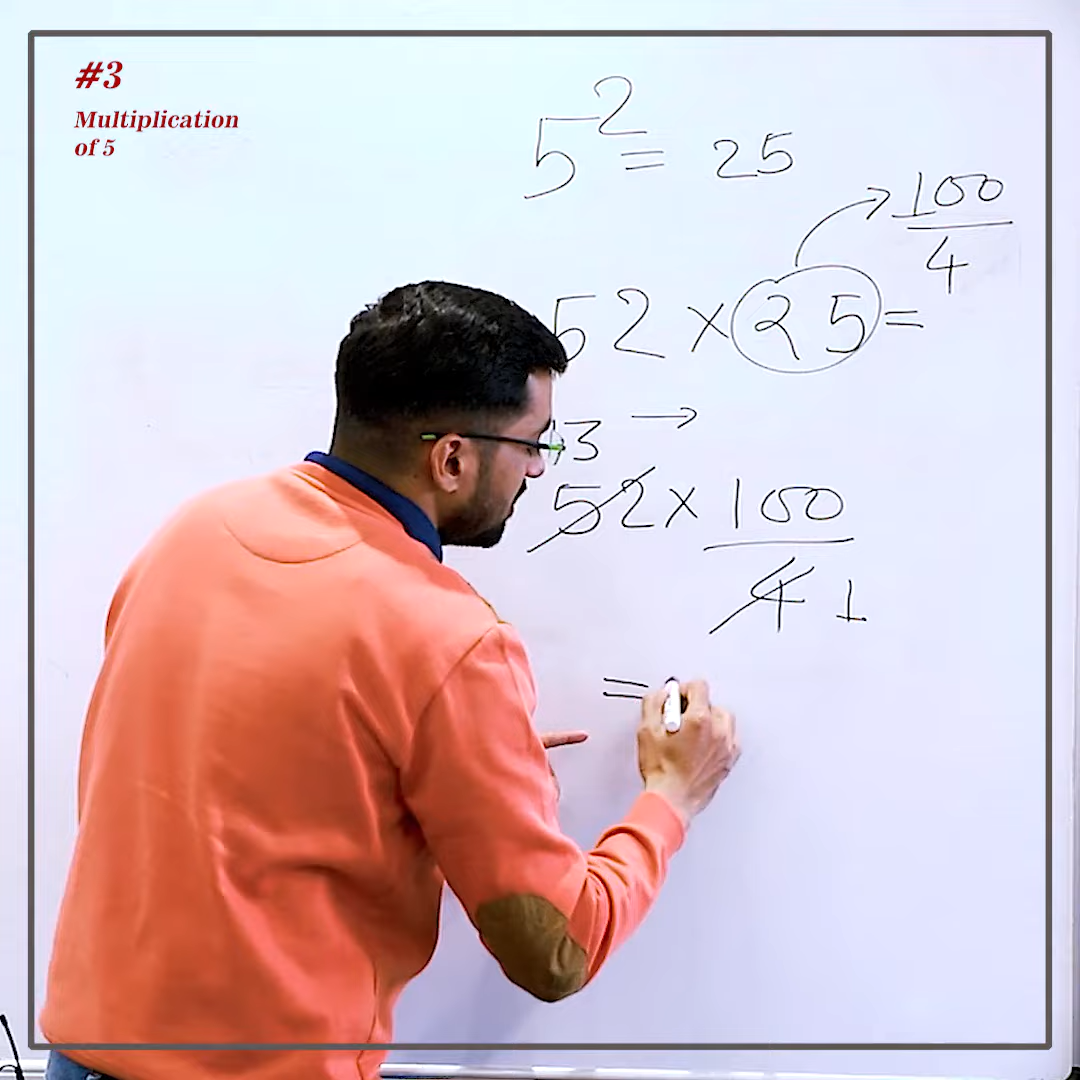 #3
Multiplication
of 5
5² = 25
100
4
52 × 25 =
13 →
52 × 100
4 1
=